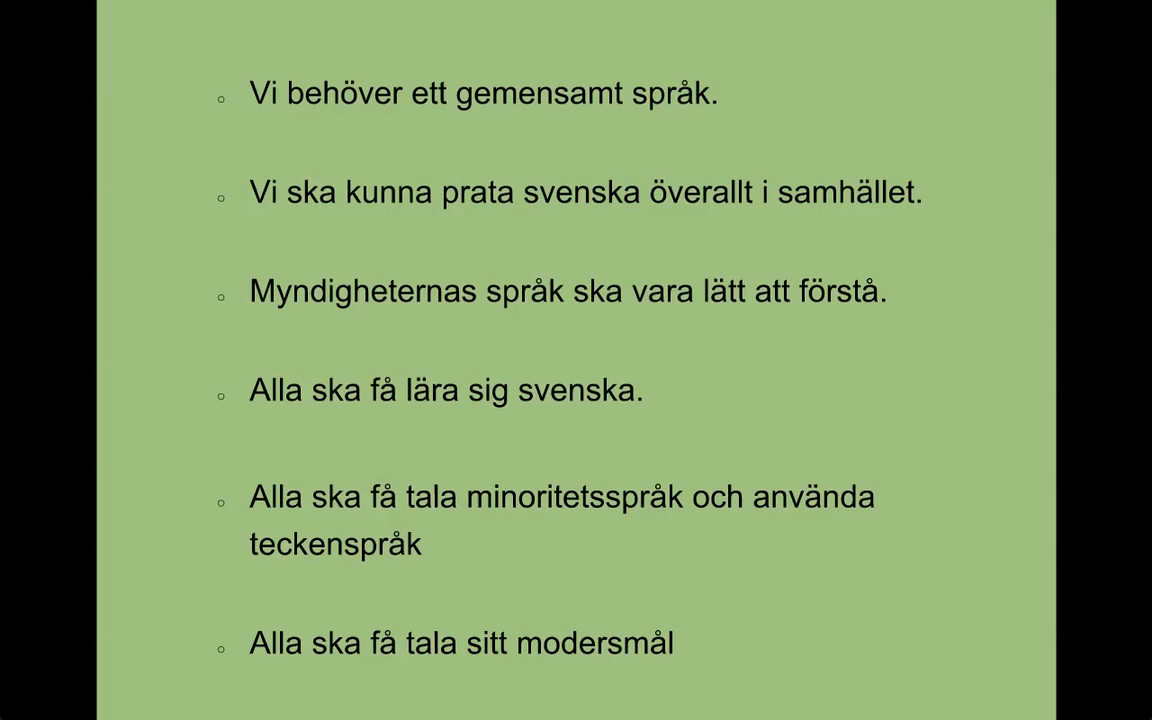 ◦ Vi behöver ett gemensamt språk.
◦ Vi ska kunna prata svenska överallt i samhället.
◦ Myndigheternas språk ska vara lätt att förstå.
◦ Alla ska få lära sig svenska.
◦ Alla ska få tala minoritetsspråk och använda
teckenspråk
◦ Alla ska få tala sitt modersmål